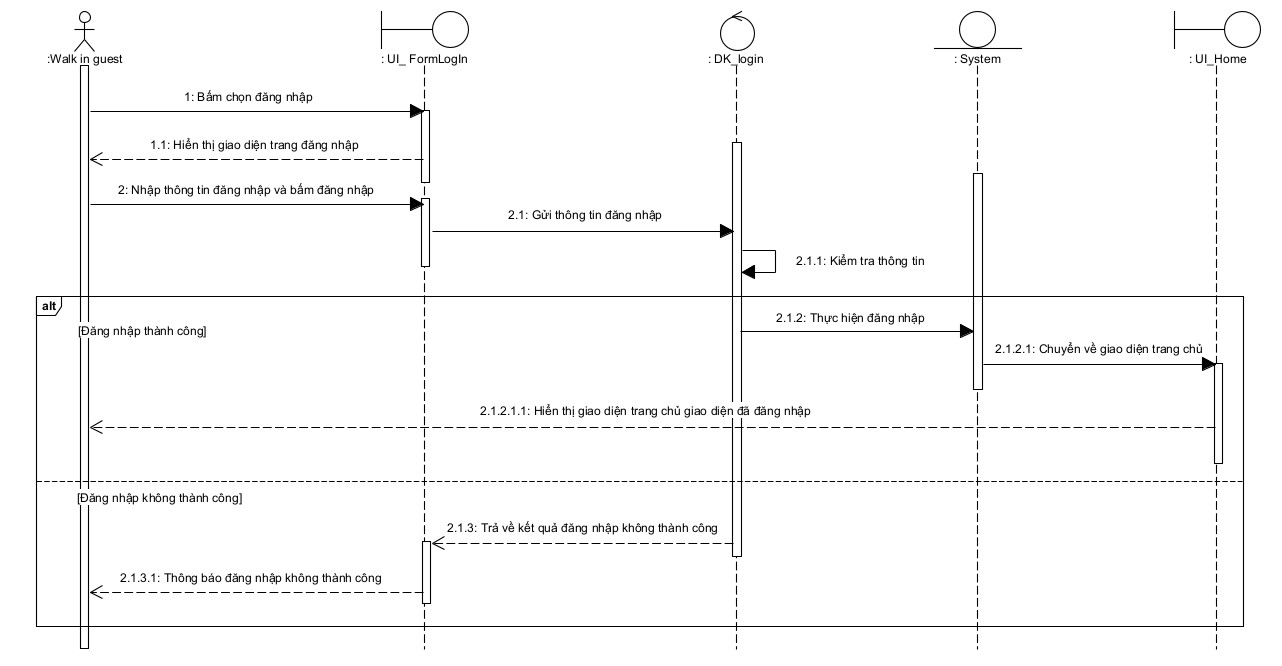 :Walk in guest
: UI_ FormLogIn
: DK_login
: System
: UI_Home
1: Bấm chọn đăng nhập
1.1: Hiển thị giao diện trang đăng nhập
2: Nhập thông tin đăng nhập và bấm đăng nhập
2.1: Gửi thông tin đăng nhập
2.1.1: Kiểm tra thông tin
alt
2.1.2: Thực hiện đăng nhập
[Đăng nhập thành công]
2.1.2.1: Chuyển về giao diện trang chủ
2.1.2.1.1: Hiển thị giao diện trang chủ giao diện đã đăng nhập
[Đăng nhập không thành công]
2.1.3: Trả về kết quả đăng nhập không thành công
2.1.3.1: Thông báo đăng nhập không thành công